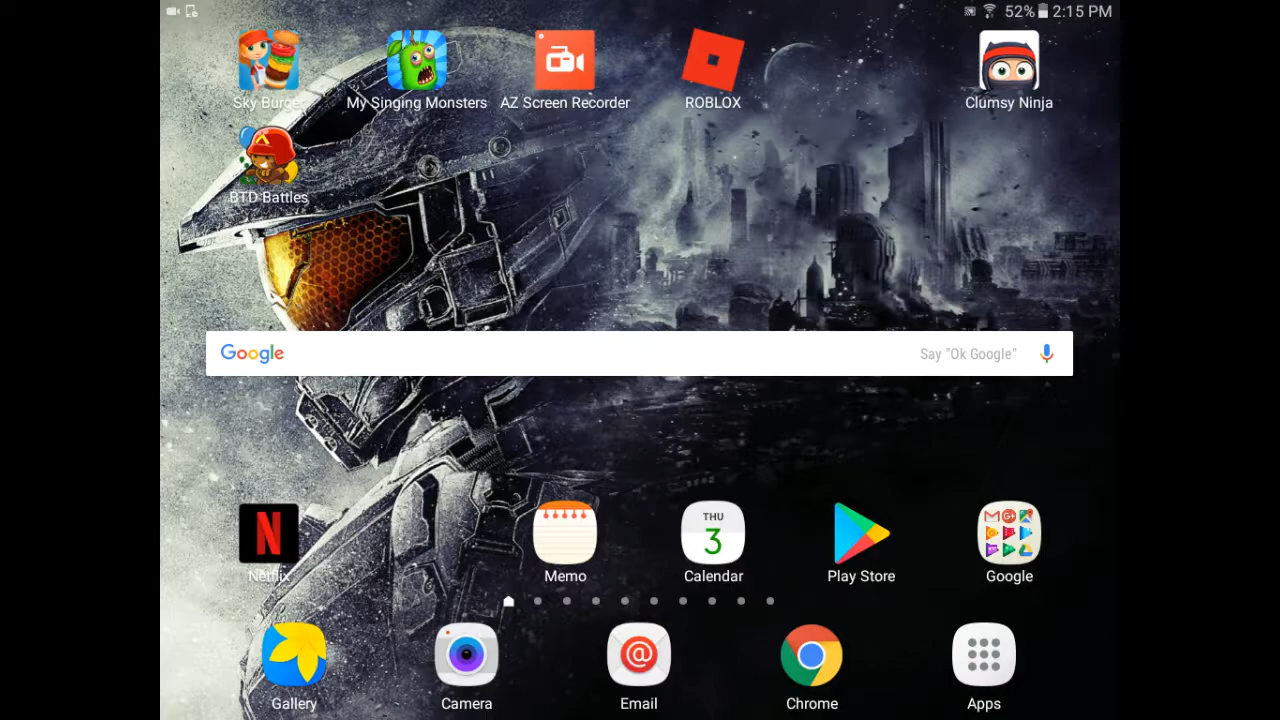 52% 2:15 PM
Sky Burger
My Singing Monsters
AZ Screen Recorder
ROBLOX
Clumsy Ninja
BTD Battles
Google
Say "Ok Google"
THU
3
N
Netflix
Memo
Calendar
Play Store
Google
Gallery
Camera
@
Email
Chrome
Apps